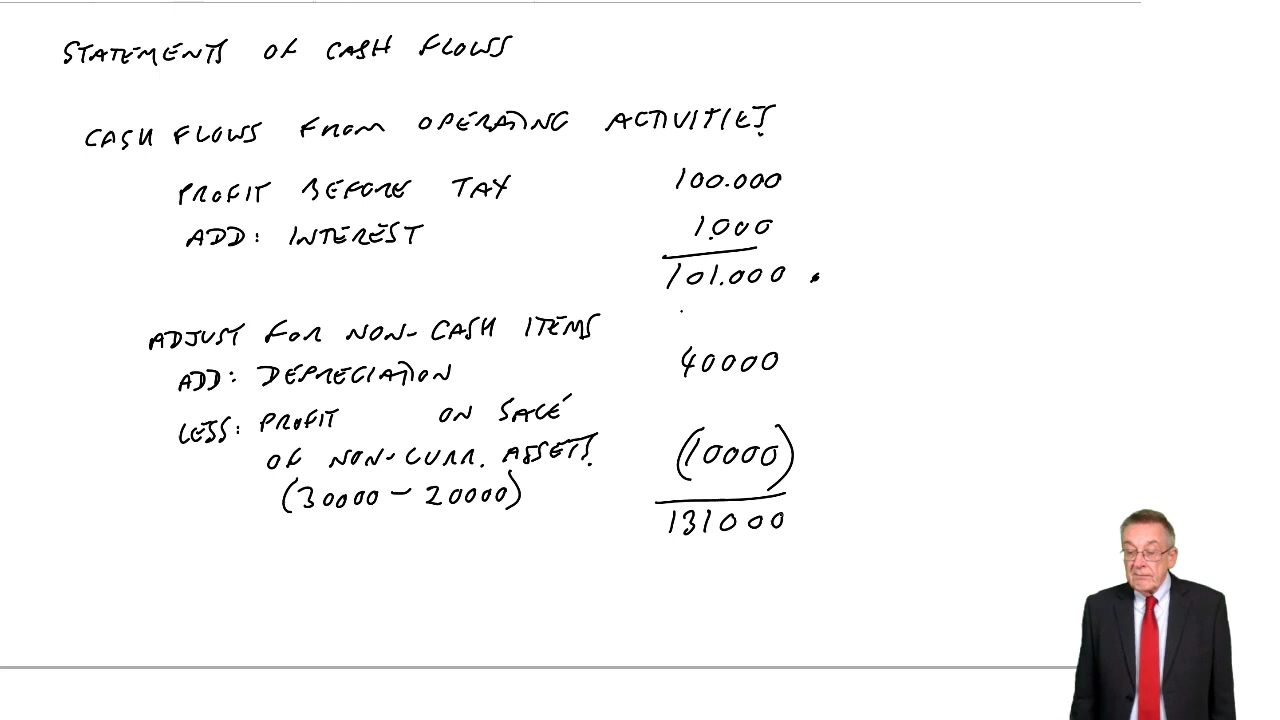 STATEMENTS OF CASH FLOWS
CASH FLOWS FROM OPERATING ACTIVITIES
PROFIT BEFORE TAX 100.000
ADD: INTEREST 1.000
101.000
ADJUST FOR NON-CASH ITEMS
ADD: DEPRECIATION 40000
LESS: PROFIT ON SALE
OF NON-CURR. ASSETS. (10000)
(30000 - 20000)
131000